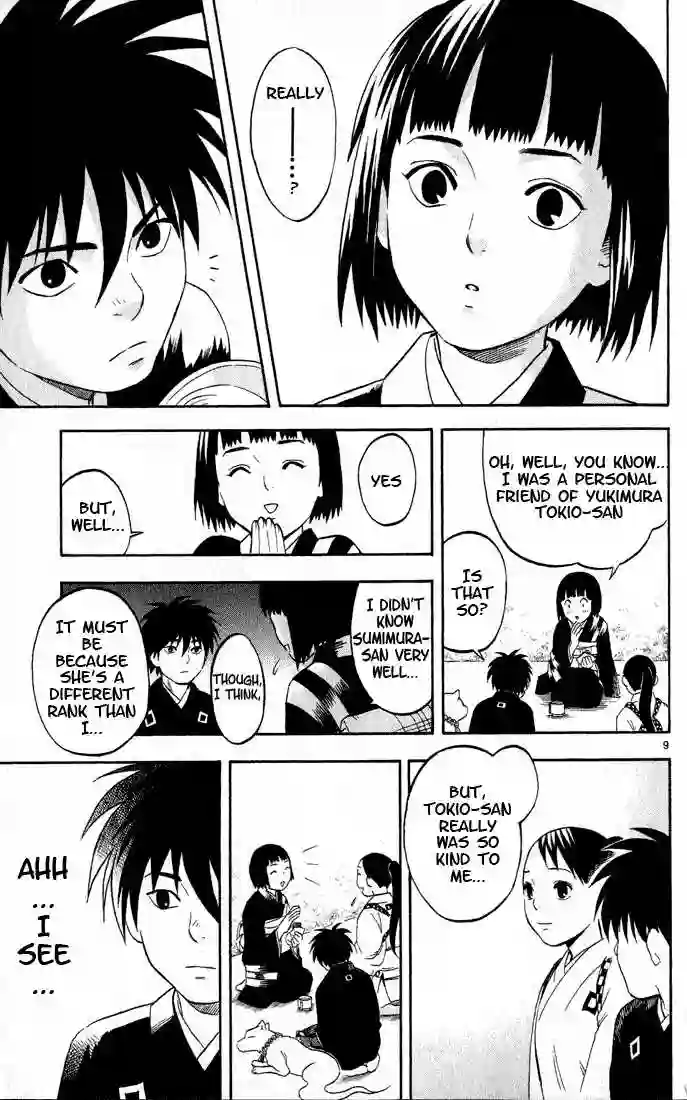 REALLY
...?
OH, WELL, YOU KNOW...
I WAS A PERSONAL
FRIEND OF YUKIMURA
TOKIO-SAN
IS
THAT
SO?
YES
BUT,
WELL...
I DIDN'T
KNOW
SUMIMURA-
SAN VERY
WELL...
THOUGH,
I THINK,
IT MUST
BE
BECAUSE
SHE'S A
DIFFERENT
RANK THAN
I...
9
BUT,
TOKIO-SAN
REALLY
WAS SO
KIND TO
ME...
AHH
...
I
SEE
...